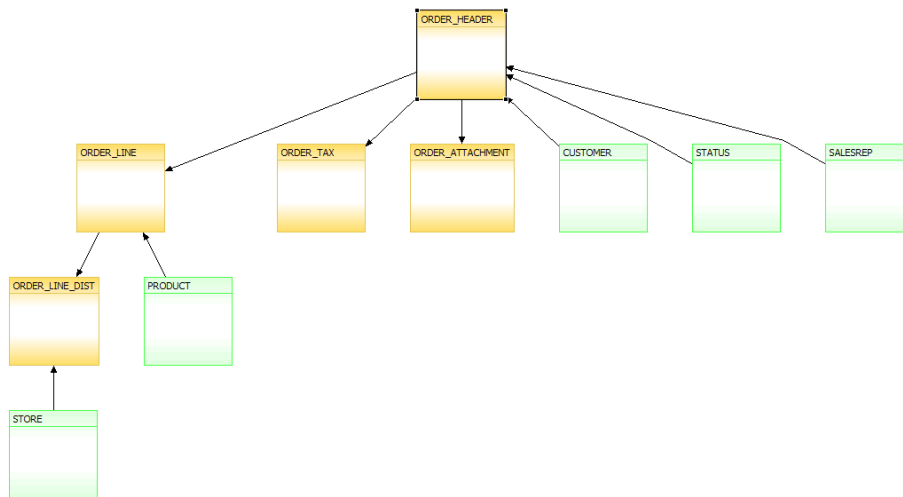 ORDER_HEADER
ORDER_LINE
ORDER_TAX
ORDER_ATTACHMENT
CUSTOMER
STATUS
SALESREP
ORDER_LINE_DIST
PRODUCT
STORE